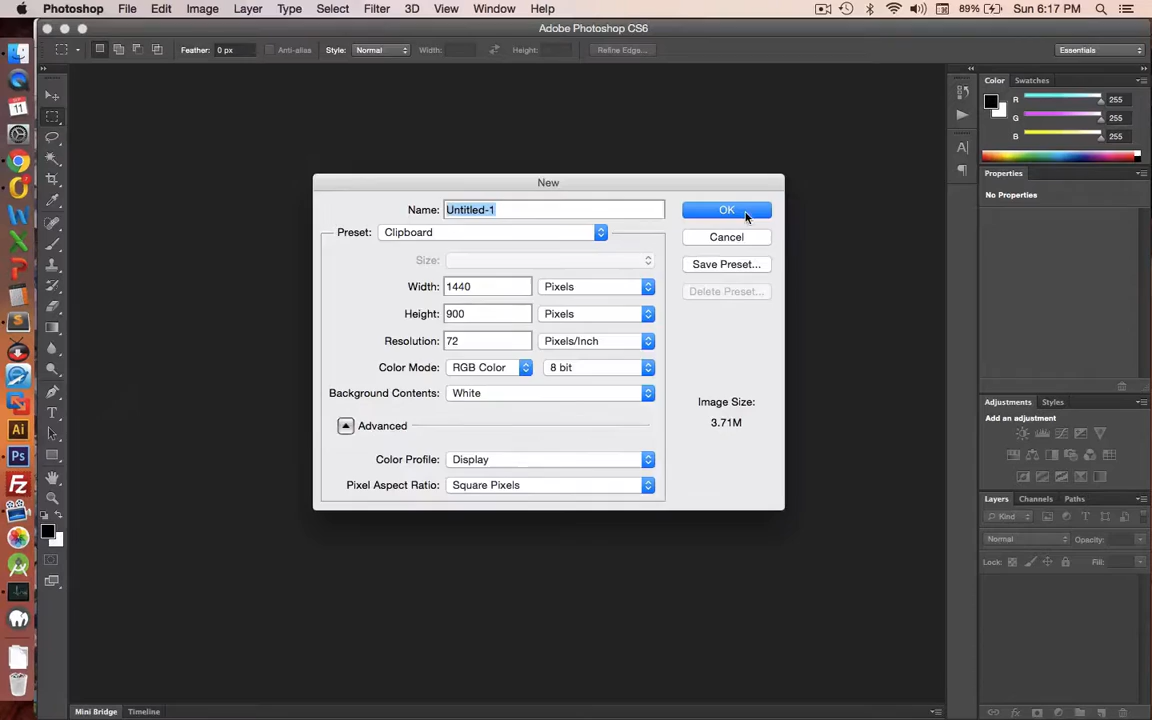 Photoshop File Edit Image Layer Type Select Filter 3D View Window Help 89% Sun 6:17 PM
Adobe Photoshop CS6
Feather: 0 px Anti-alias Style: Normal Width: Height: Refine Edge... Essentials
Color Swatches
R 255
G 255
B 255
Properties
No Properties
New
Name: Untitled-1 OK
Preset: Clipboard Cancel
Size: Save Preset...
Width: 1440 Pixels Delete Preset...
Height: 900 Pixels
Resolution: 72 Pixels/Inch
Color Mode: RGB Color 8 bit
Background Contents: White
Image Size:
3.71M
Advanced
Color Profile: Display
Pixel Aspect Ratio: Square Pixels
Adjustments Styles
Add an adjustment
Layers Channels Paths
Kind
Normal Opacity:
Lock: Fill:
Mini Bridge Timeline
11
Ai
Ps
Fz